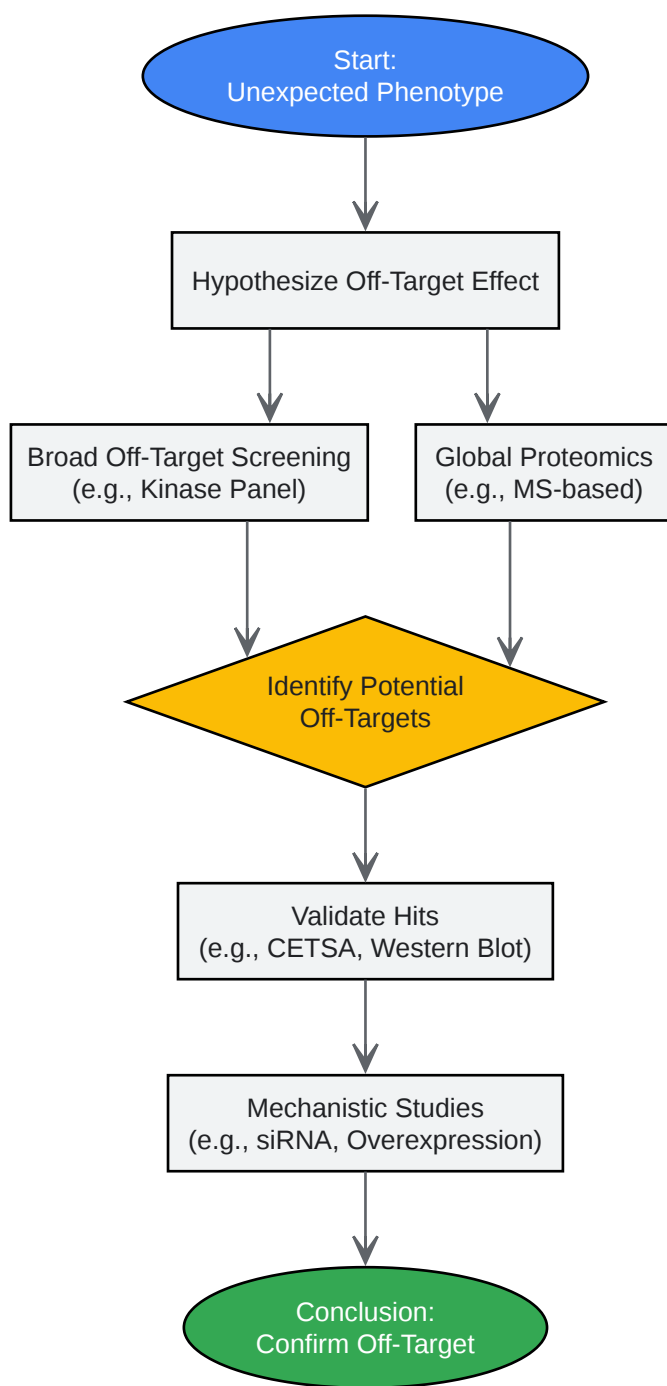 Start:
Unexpected Phenotype
Hypothesize Off-Target Effect
Broad Off-Target Screening
(e.g., Kinase Panel)
Global Proteomics
(e.g., MS-based)
Identify Potential
Off-Targets
Validate Hits
(e.g., CETSA, Western Blot)
Mechanistic Studies
(e.g., siRNA, Overexpression)
Conclusion:
Confirm Off-Target